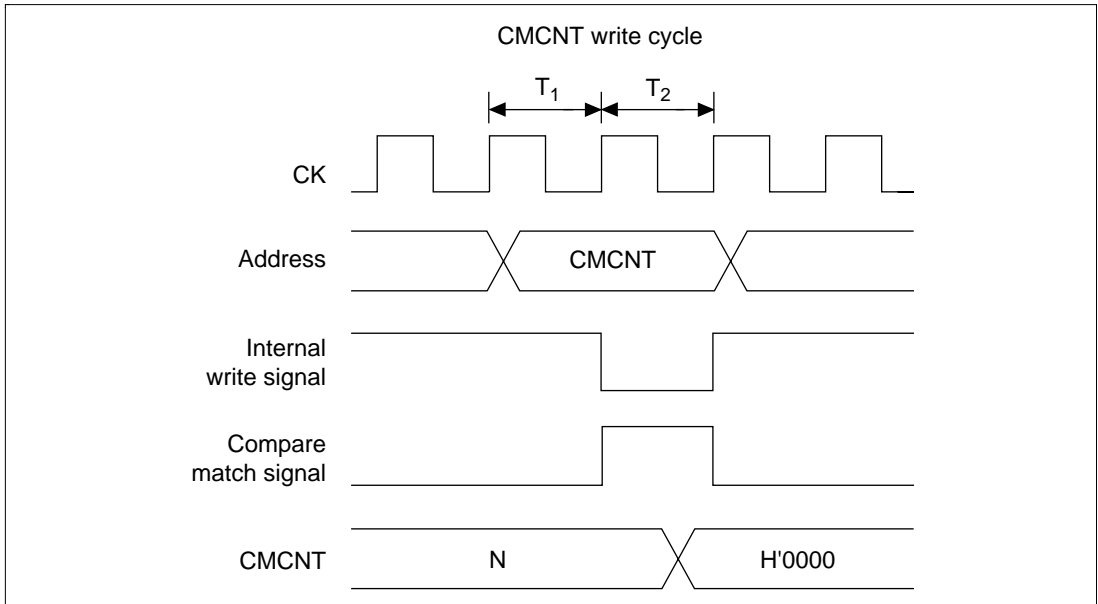 CMCNT write cycle
T1 T2
CK
Address CMCNT
Internal
write signal
Compare
match signal
CMCNT N H'0000